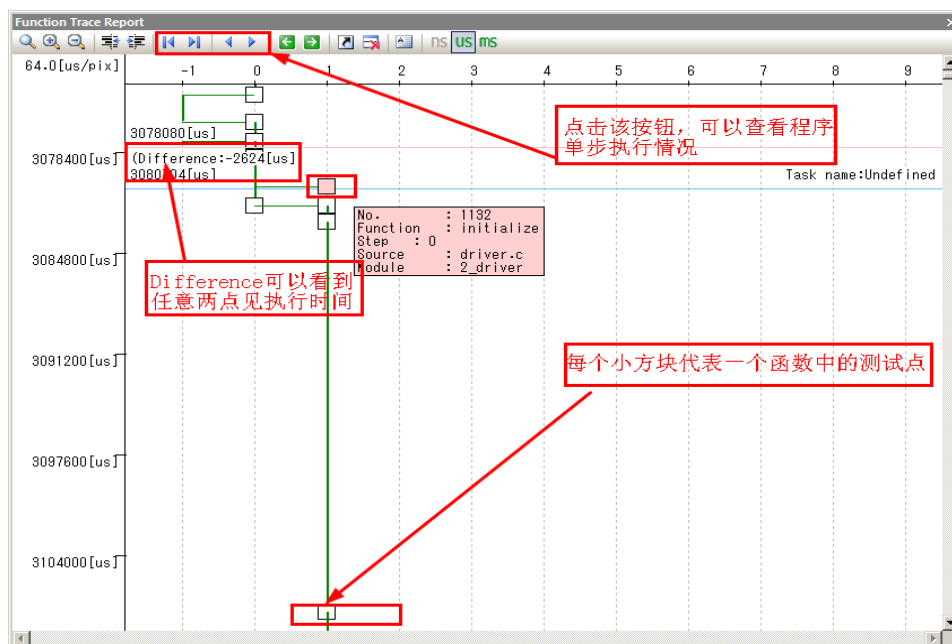 Function Trace Report
ns us ms
64.0[us/pix]
-1 0 1 2 3 4 5 6 7 8 9
点击该按钮，可以查看程序
单步执行情况
3078080[us]
3078400[us]
(Difference:-2624[us]
Task name:Undefined
No. : 1132
Function : initialize
Step : 0
Source : driver.c
Module : 2_driver
3084800[us]
Difference可以看到
任意两点见执行时间
3091200[us]
每个小方块代表一个函数中的测试点
3097600[us]
3104000[us]